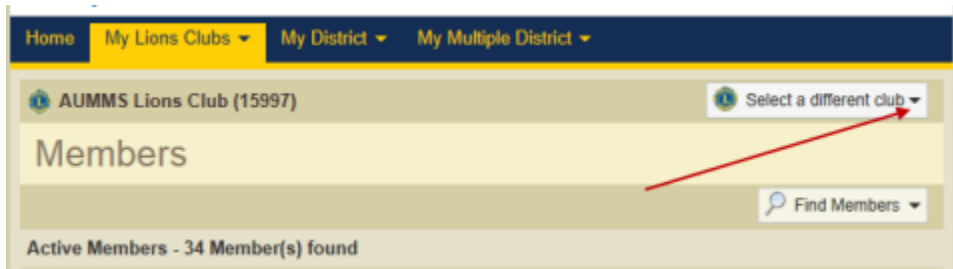 Home My Lions Clubs My District My Multiple District
AUMMS Lions Club (15997) Select a different club
Members
Find Members
Active Members - 34 Member(s) found